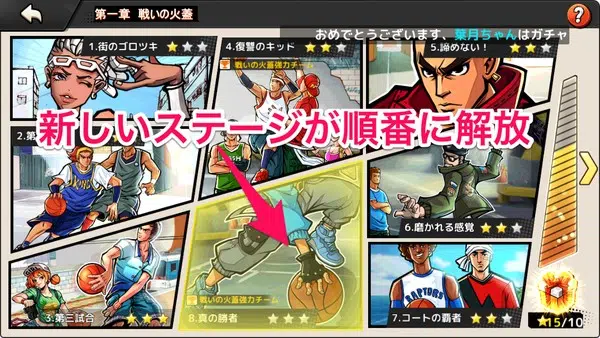 第一章 戦いの火蓋
おめでとうございます、葉月ちゃんはガチャ
1.街のゴロツキ
4.復讐のキッド
戦いの火蓋強力チーム
5.諦めない!
新しいステージが順番に解放
6.磨かれる感覚
3.第三試合
戦いの火蓋強力チーム
8.真の勝者
RAPTORS
7.コートの覇者
15/10